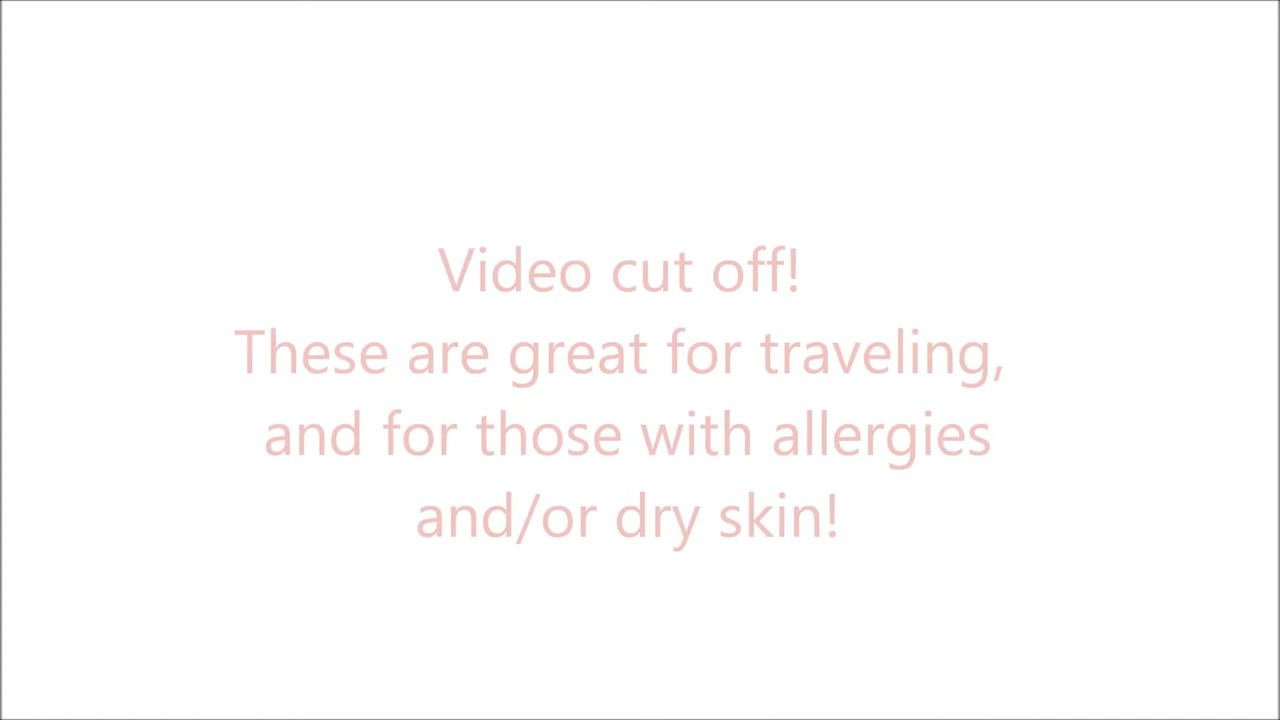 Video cut off!
These are great for traveling,
and for those with allergies
and/or dry skin!